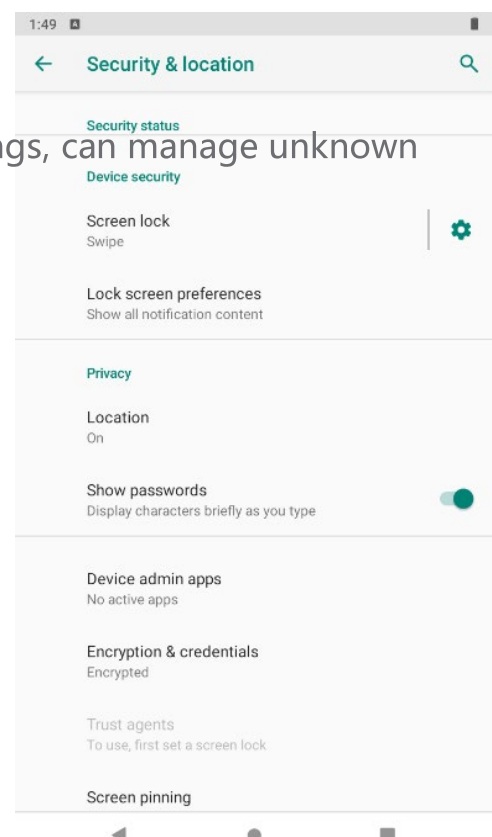 1:49 A
Security & location
Security status
ngs, can manage unknown
Device security
Screen lock
Swipe
Lock screen preferences
Show all notification content
Privacy
Location
On
Show passwords
Display characters briefly as you type
Device admin apps
No active apps
Encryption & credentials
Encrypted
Trust agents
To use, first set a screen lock
Screen pinning